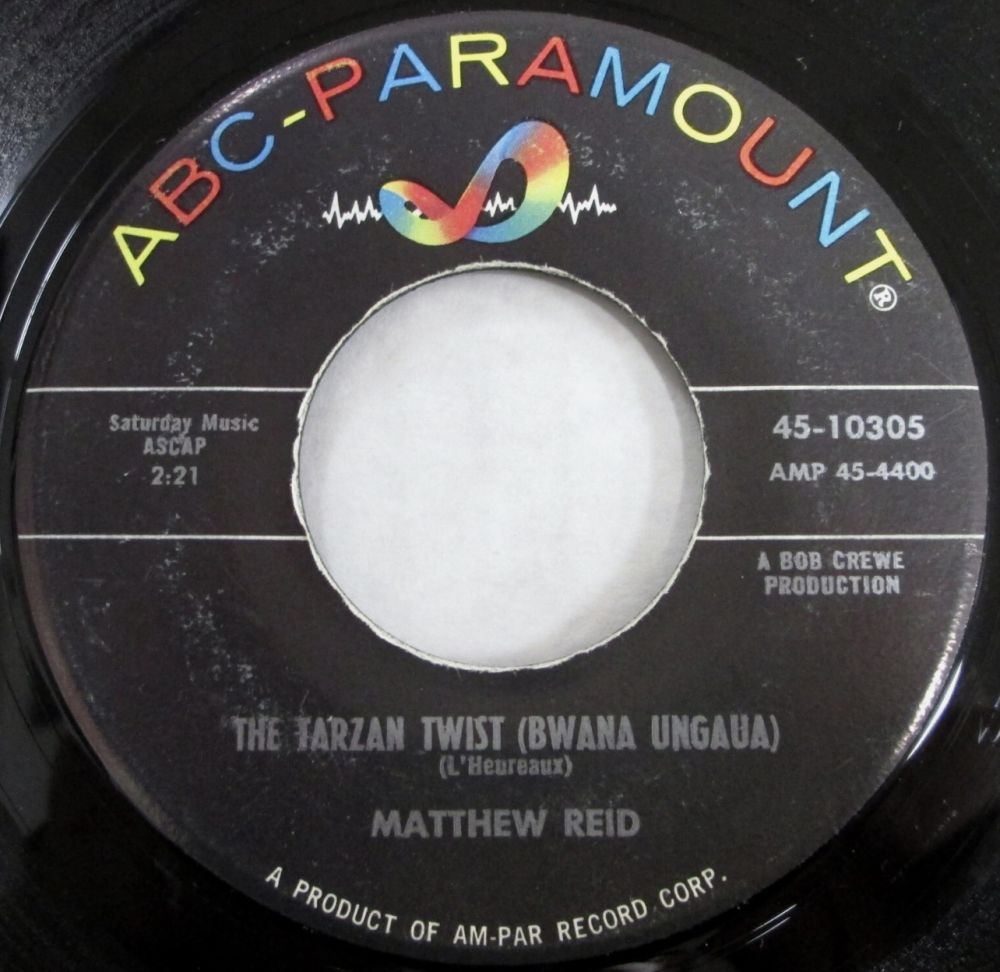 ABC-PARAMOUNT
®
Saturday Music
ASCAP
2:21
45-10305
AMP 45-4400
A BOB CREWE
PRODUCTION
THE TARZAN TWIST (BWANA UNGAUA)
(L'Heureaux)
MATTHEW REID
A PRODUCT OF AM-PAR RECORD CORP.